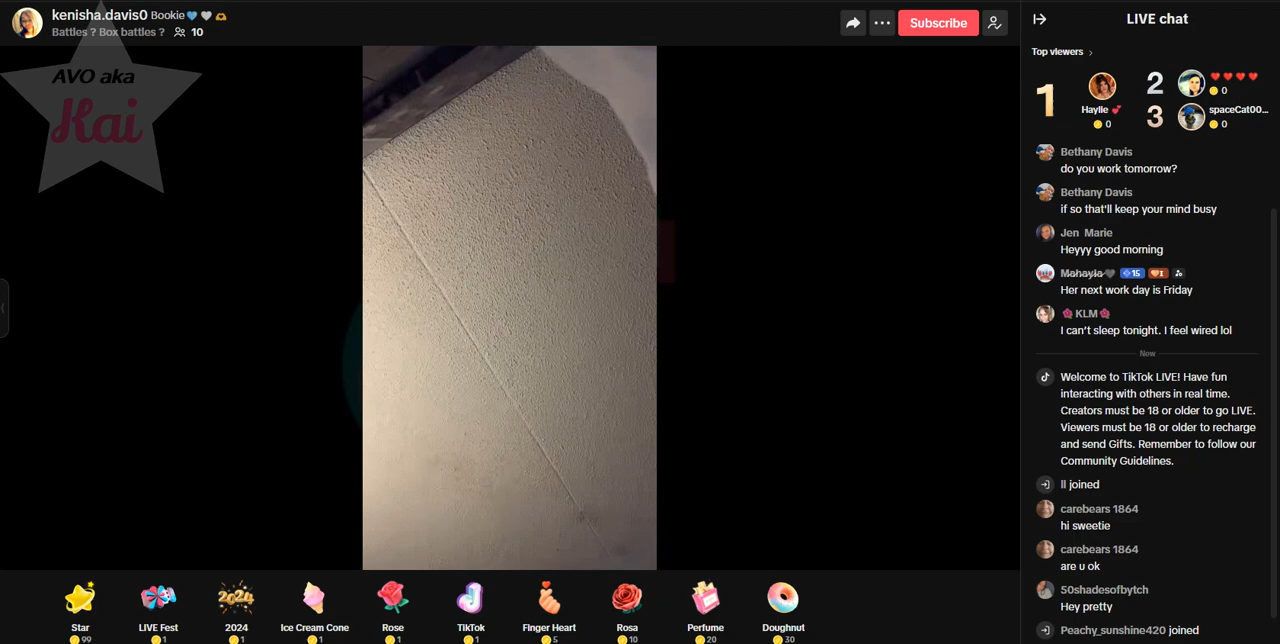 kenisha.davis0 Bookie🩵🤍🫶
Battles ? Box battles ? 10
Subscribe
AVO aka
Kai
LIVE chat
Top viewers
1
Haylie 💕
0
2
❤️❤️❤️❤️
0
3
spaceCat00...
0
Bethany Davis
do you work tomorrow?
Bethany Davis
if so that'll keep your mind busy
Jen Marie
Heyyy good morning
Mahayla🖤 15 I
Her next work day is Friday
🌺KLM🌺
I can't sleep tonight. I feel wired lol
New
Welcome to TikTok LIVE! Have fun
interacting with others in real time.
Creators must be 18 or older to go LIVE.
Viewers must be 18 or older to recharge
and send Gifts. Remember to follow our
Community Guidelines.
ll joined
carebears 1864
hi sweetie
carebears 1864
are u ok
50shadesofbytch
Hey pretty
Peachy_sunshine420 joined
2024
Star LIVE Fest 2024 Ice Cream Cone Rose TikTok Finger Heart Rosa Perfume Doughnut
99 1 1 1 1 1 5 10 20 30